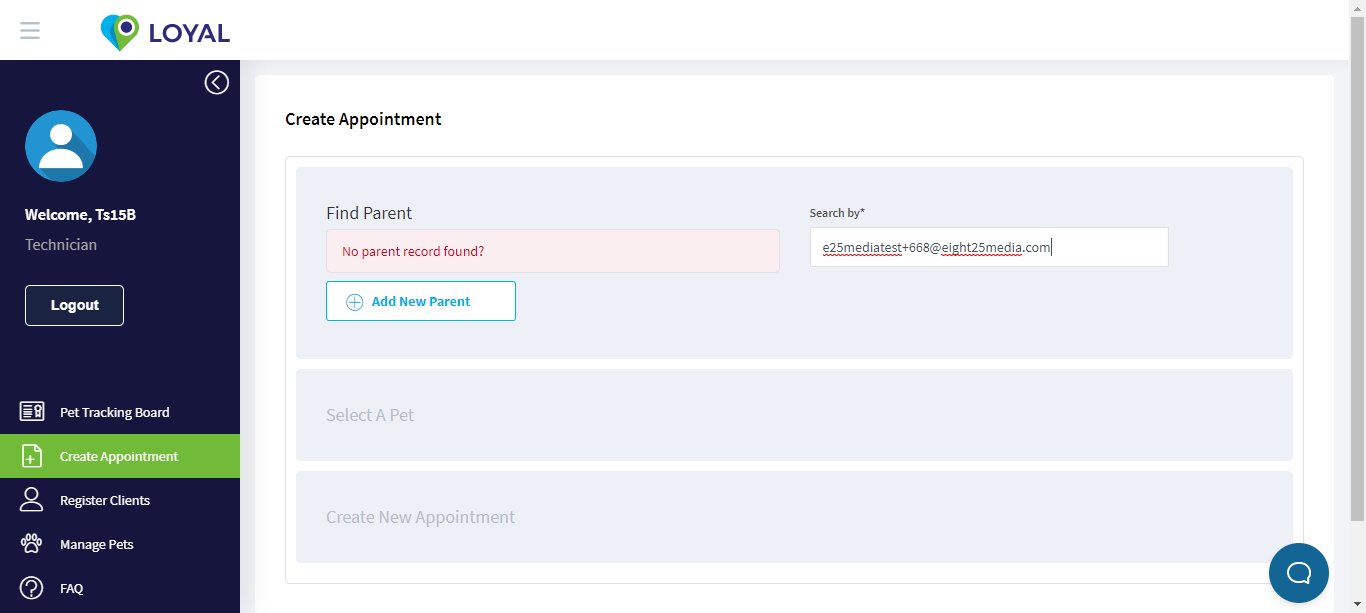 LOYAL
Welcome, Ts15B
Technician
Logout
Pet Tracking Board
Create Appointment
Register Clients
Manage Pets
FAQ
Create Appointment
Find Parent
No parent record found?
Add New Parent
Search by*
e25mediatest+668@eight25media.com
Select A Pet
Create New Appointment